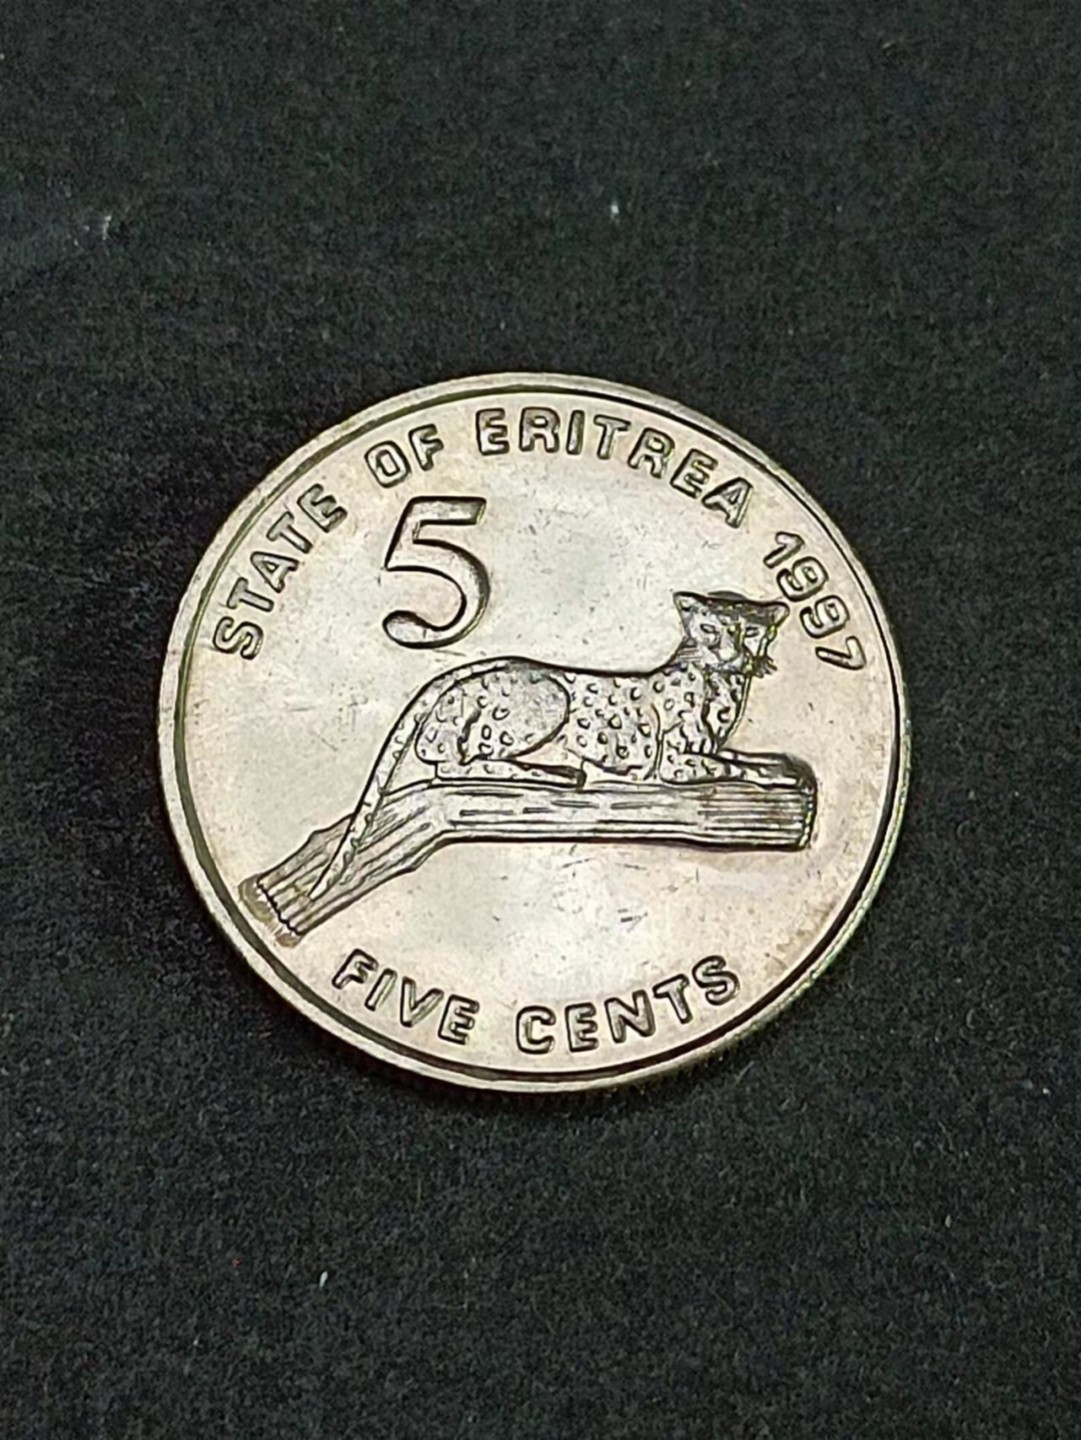 STATE OF ERITREA 1997
5
FIVE CENTS